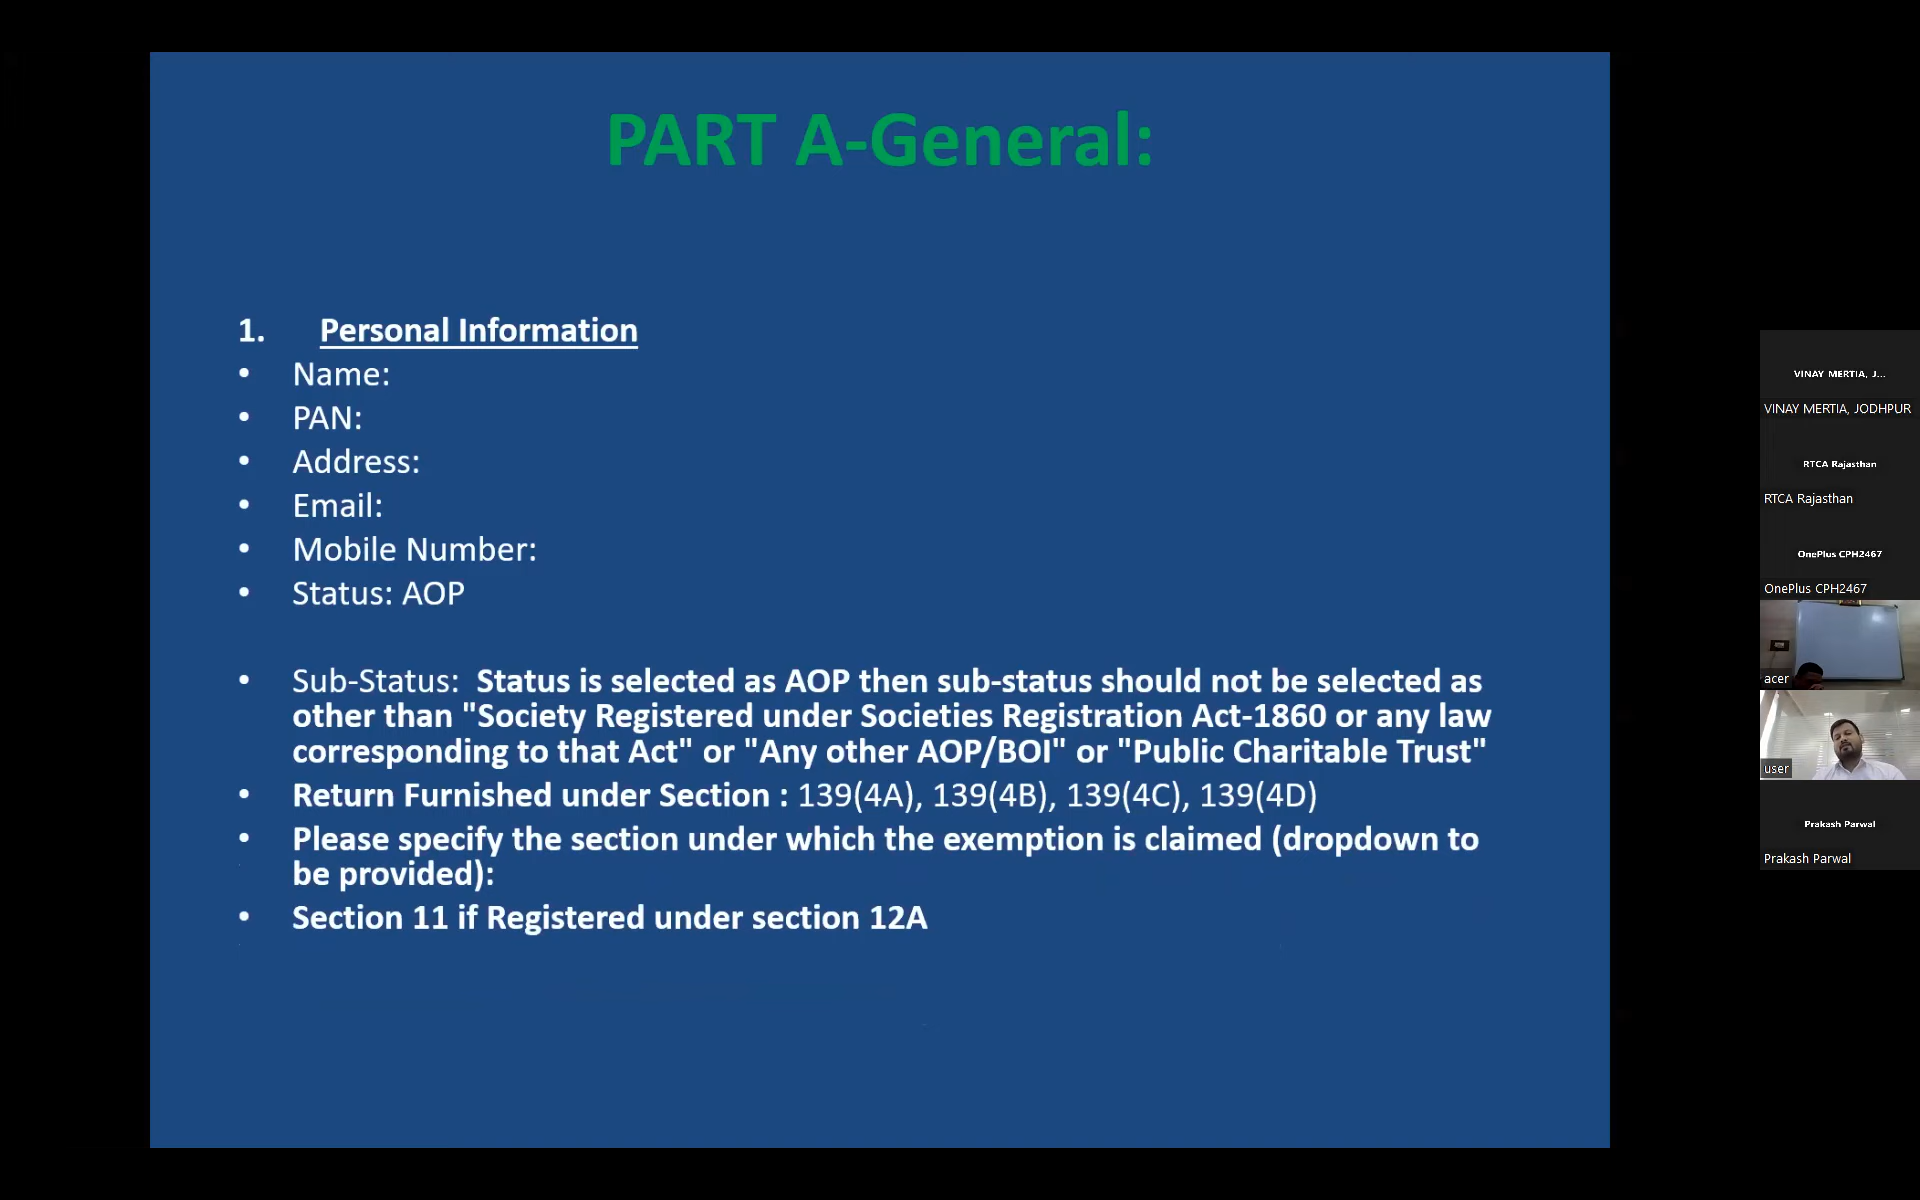 PART A-General:
1. Personal Information
• Name:
• PAN:
• Address:
• Email:
• Mobile Number:
• Status: AOP
• Sub-Status: Status is selected as AOP then sub-status should not be selected as
other than "Society Registered under Societies Registration Act-1860 or any law
corresponding to that Act" or "Any other AOP/BOI" or "Public Charitable Trust"
• Return Furnished under Section : 139(4A), 139(4B), 139(4C), 139(4D)
• Please specify the section under which the exemption is claimed (dropdown to
be provided):
• Section 11 if Registered under section 12A
VINAY MERTIA, J...
VINAY MERTIA, JODHPUR
RTCA Rajasthan
RTCA Rajasthan
OnePlus CPH2467
OnePlus CPH2467
acer
user
Prakash Parwal
Prakash Parwal